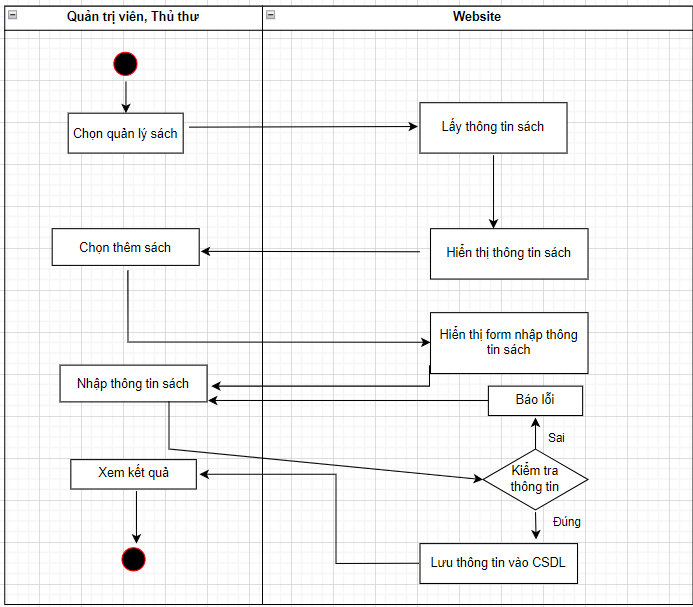 Quản trị viên, Thủ thư
Website
Chọn quản lý sách
Lấy thông tin sách
Hiển thị thông tin sách
Chọn thêm sách
Hiển thị form nhập thông
tin sách
Nhập thông tin sách
Báo lỗi
Sai
Kiểm tra
thông tin
Xem kết quả
Đúng
Lưu thông tin vào CSDL